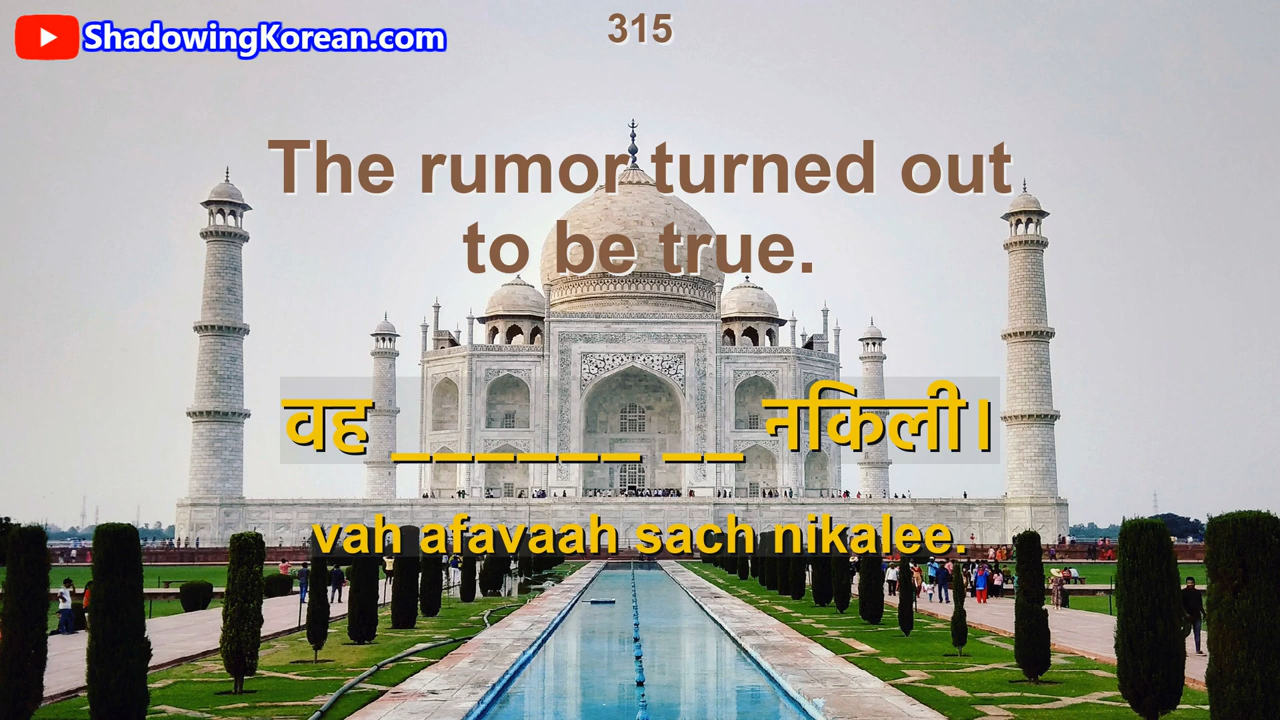 ShadowingKorean.com
315
The rumor turned out
to be true.
वह ______ __ नकिली।
vah afavaah sach nikalee.